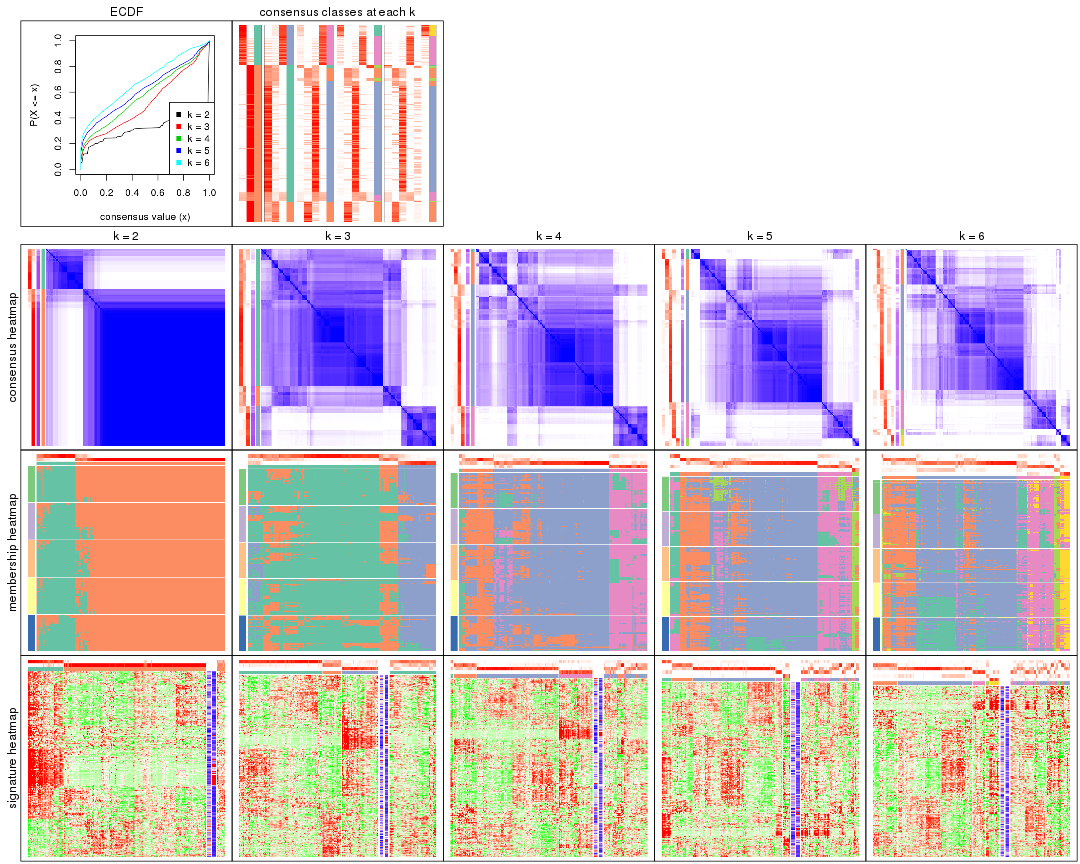 ECDF
consensus classes at each k
P(X <= x)
0.0 0.2 0.4 0.6 0.8 1.0
k = 2
k = 3
k = 4
k = 5
k = 6
0.0 0.2 0.4 0.6 0.8 1.0
consensus value (x)
k = 2 k = 3 k = 4 k = 5 k = 6
consensus heatmap
membership heatmap
signature heatmap